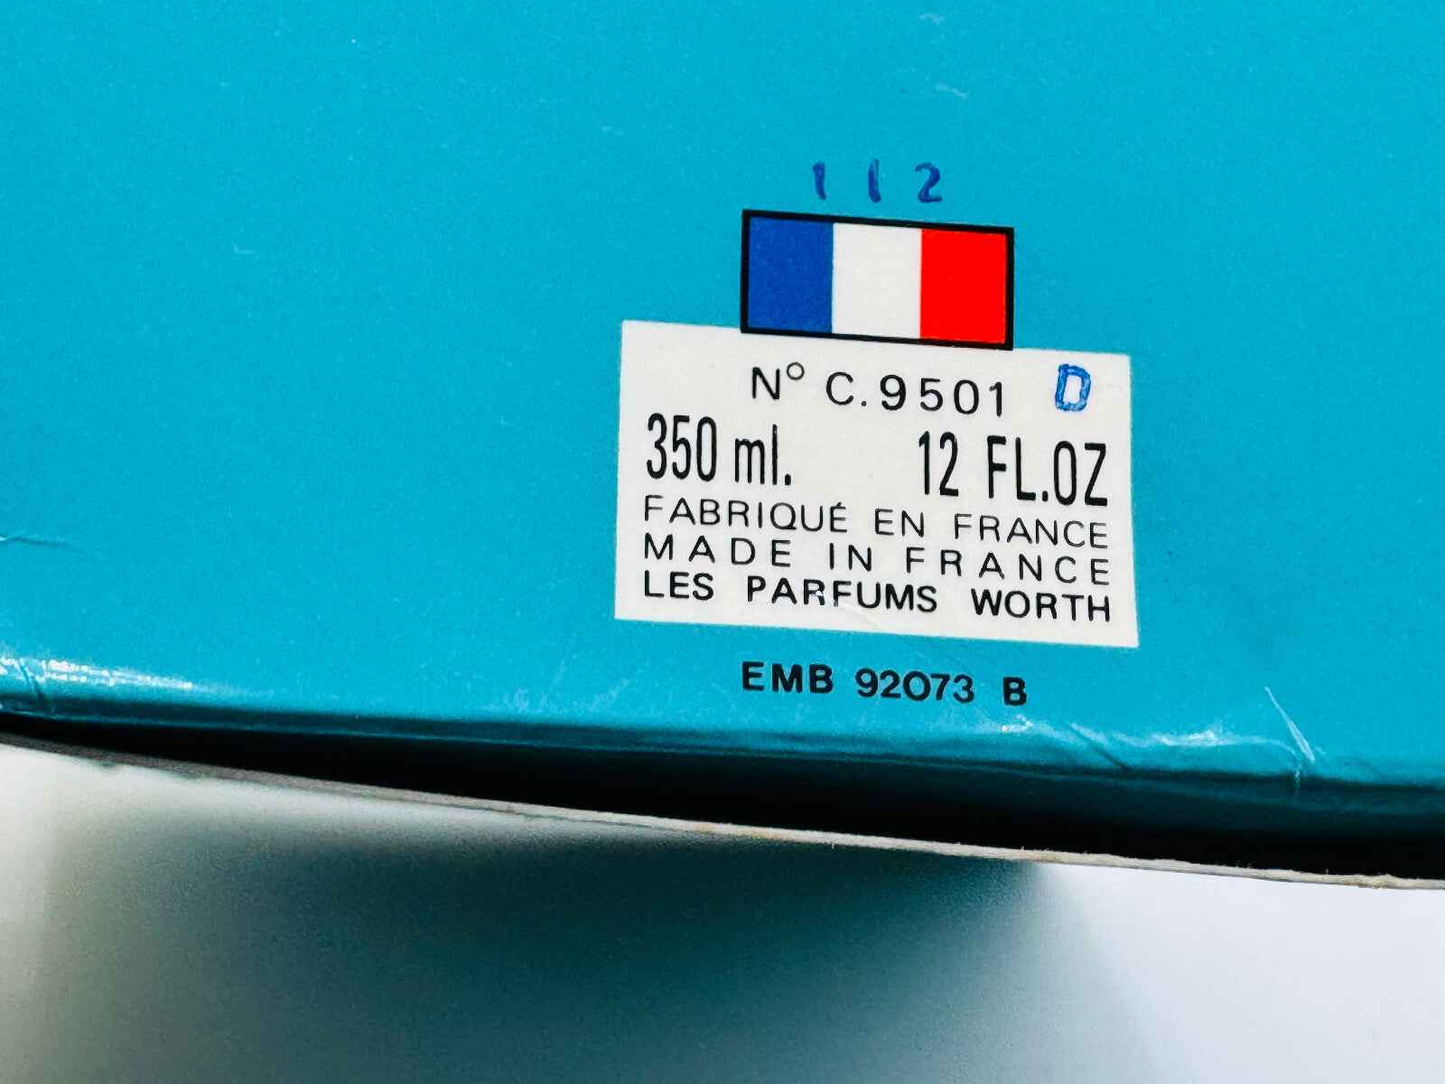 112
N° C.9501 D
350 ml. 12 FL.OZ
FABRIQUÉ EN FRANCE
MADE IN FRANCE
LES PARFUMS WORTH
EMB 92073 B